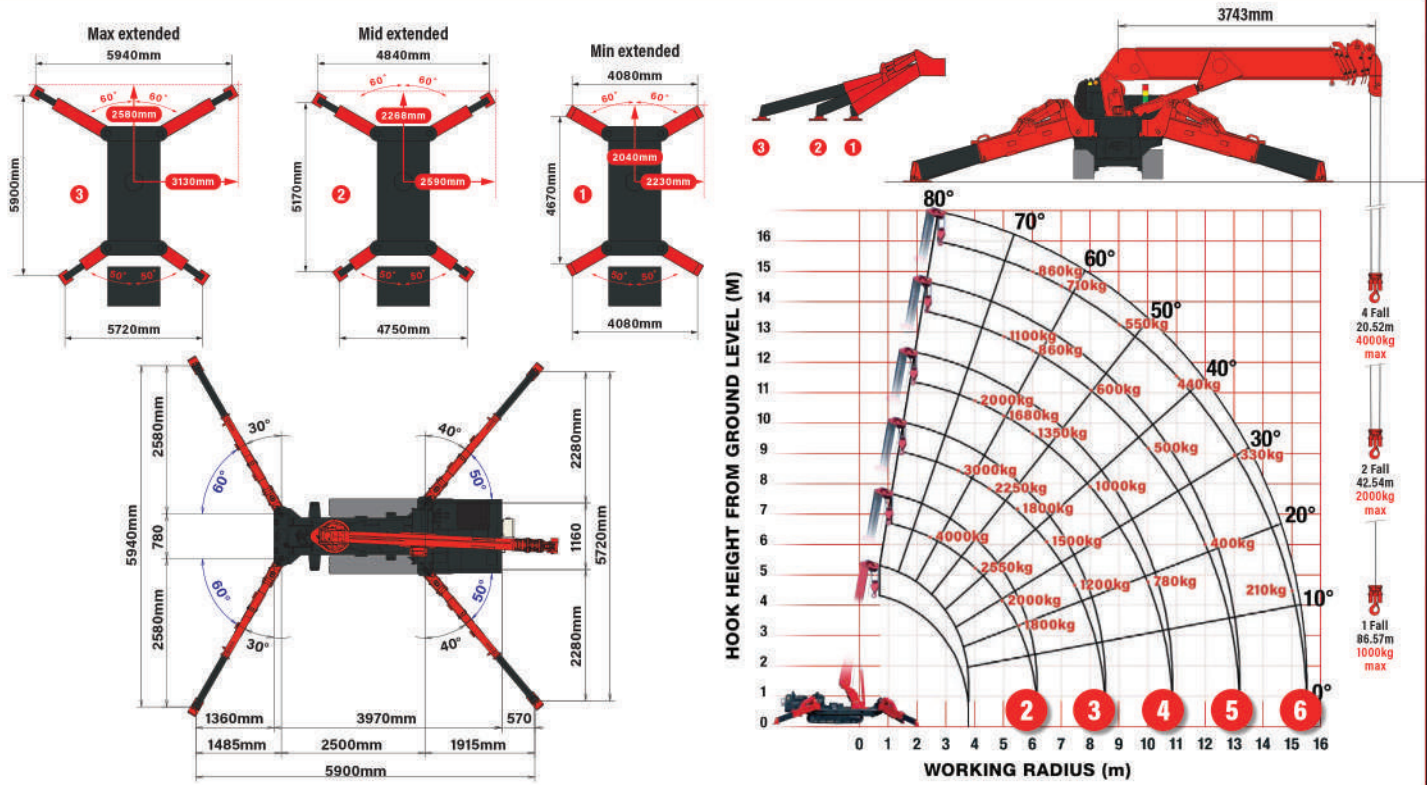 Max extended
5940mm
60° 60°
2580mm
3130mm
5900mm
3
50° 50°
5720mm
Mid extended
4840mm
60° 60°
2268mm
2590mm
5170mm
2
50° 50°
4750mm
Min extended
4080mm
60° 60°
2040mm
2230mm
4670mm
1
50° 50°
4080mm
3 2 1
3743mm
5940mm
2580mm
780
2580mm
30°
60°
60°
30°
40°
50°
50°
40°
2280mm
1160
2280mm
5720mm
1360mm 3970mm 570
1485mm 2500mm 1915mm
5900mm
HOOK HEIGHT FROM GROUND LEVEL (M)
16
15
14
13
12
11
10
9
8
7
6
5
4
3
2
1
0
80°
70°
60°
50°
40°
30°
20°
10°
0°
860kg
710kg
550kg
440kg
330kg
210kg
1100kg
860kg
600kg
500kg
400kg
2000kg
1680kg
1350kg
1000kg
780kg
3000kg
2250kg
1800kg
1500kg
1200kg
4000kg
2550kg
2000kg
1800kg
2 3 4 5 6
0 1 2 3 4 5 6 7 8 9 10 11 12 13 14 15 16
WORKING RADIUS (m)
4 Fall
20.52m
4000kg
max
2 Fall
42.54m
2000kg
max
1 Fall
86.57m
1000kg
max